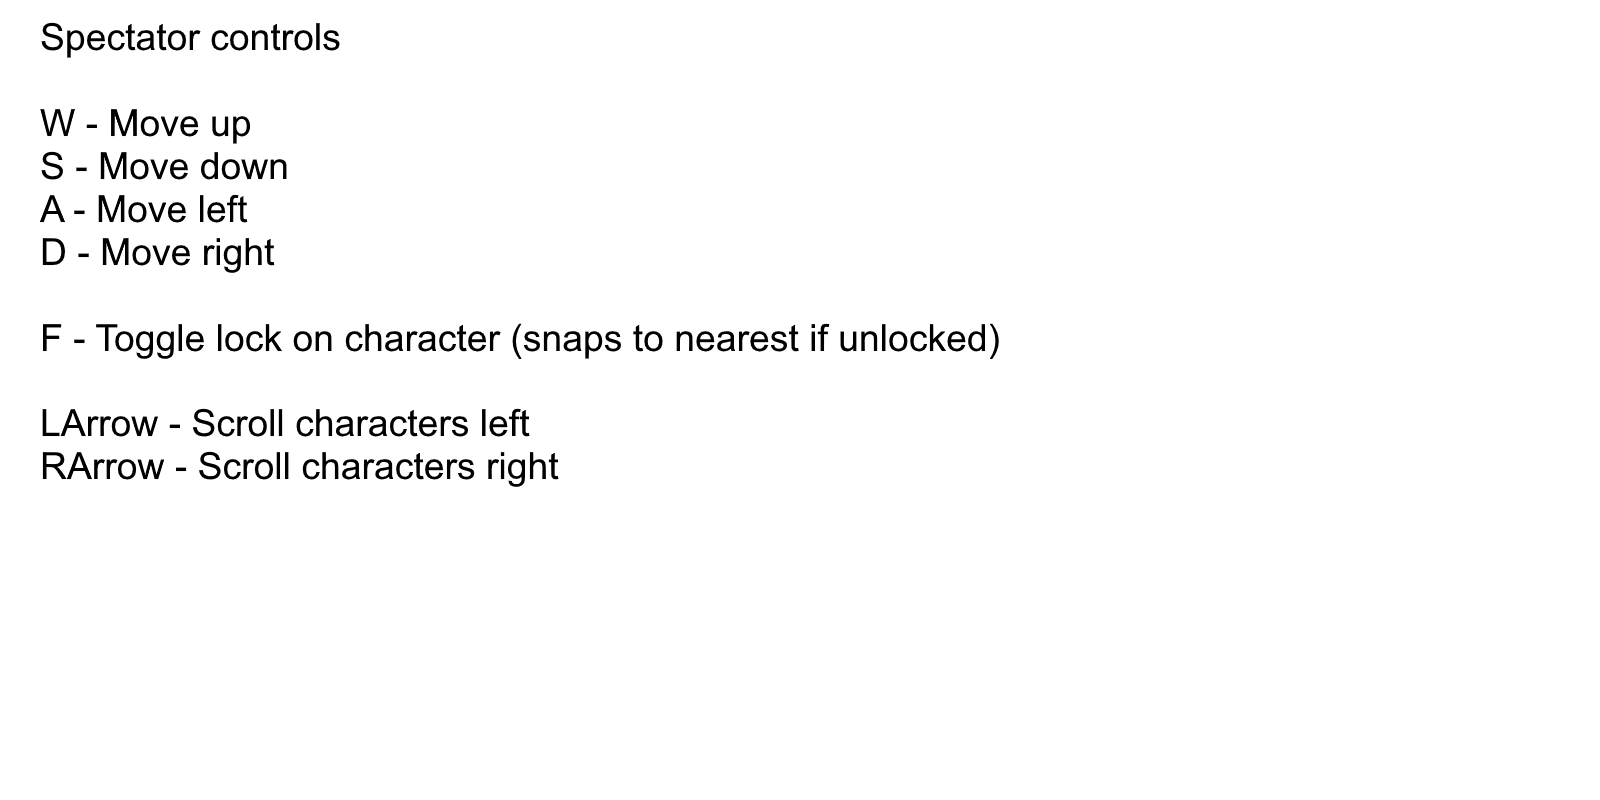 Spectator controls
W - Move up
S - Move down
A - Move left
D - Move right
F - Toggle lock on character (snaps to nearest if unlocked)
LArrow - Scroll characters left
RArrow - Scroll characters right